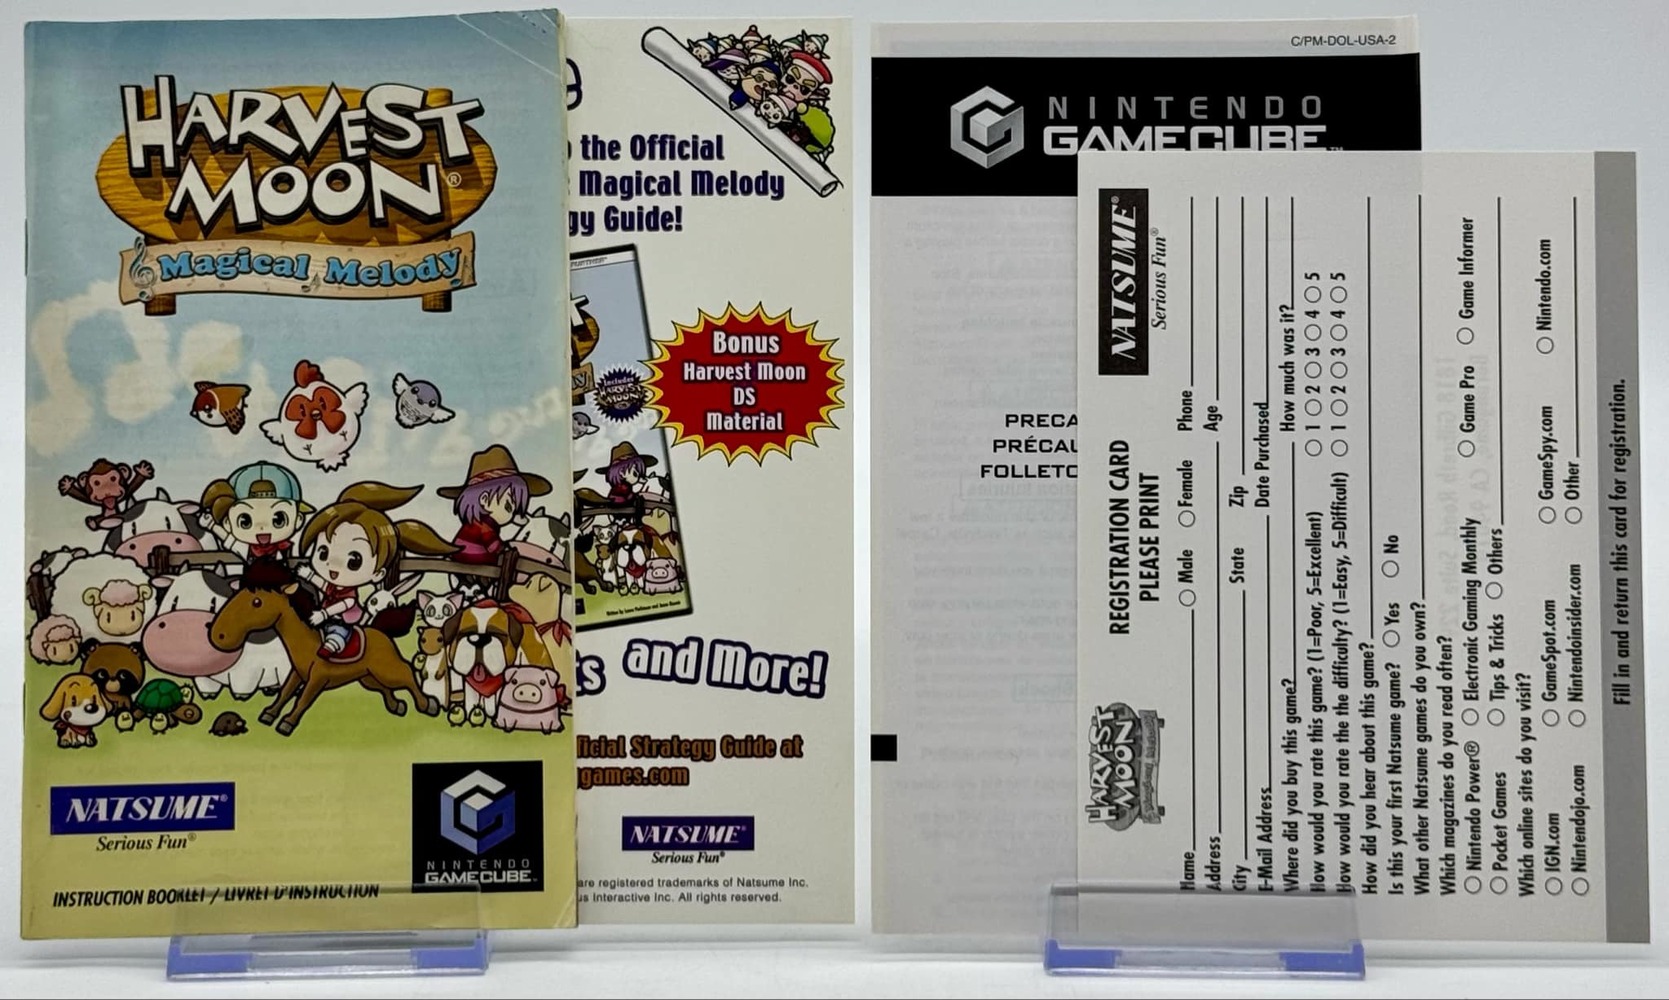 HARVEST
MOON®
Magical Melody
NATSUME®
Serious Fun®
NINTENDO
GAMECUBE™
INSTRUCTION BOOKLET / LIVRET D'INSTRUCTION
the Official
Magical Melody
Guide!
Includes
HARVEST
MOON
Bonus
Harvest Moon
DS
Material
and More!
Strategy Guide at
games.com
NATSUME®
Serious Fun®
are registered trademarks of Natsume Inc.
Interactive Inc. All rights reserved.
C/PM-DOL-USA-2
NINTENDO
GAMECUBE™
PRECA
PRÉCAU
FOLLETO
HARVEST
MOON
Magical Melody
REGISTRATION CARD
PLEASE PRINT
NATSUME®
Serious Fun®
Name ○ Male ○ Female Phone
Address Age
City State Zip
E-Mail Address Date Purchased
Where did you buy this game? How much was it?
How would you rate this game? (1=Poor, 5=Excellent) ○ 1 ○ 2 ○ 3 ○ 4 ○ 5
How would you rate the the difficulty? (1=Easy, 5=Difficult) ○ 1 ○ 2 ○ 3 ○ 4 ○ 5
How did you hear about this game?
Is this your first Natsume game? ○ Yes ○ No
What other Natsume games do you own?
Which magazines do you read often?
○ Nintendo Power® ○ Electronic Gaming Monthly ○ Game Pro ○ Game Informer
○ Pocket Games ○ Tips & Tricks ○ Others
Which online sites do you visit?
○ IGN.com ○ GameSpot.com ○ GameSpy.com ○ Nintendo.com
○ Nintendojo.com ○ Nintendoinsider.com ○ Other
Fill in and return this card for registration.